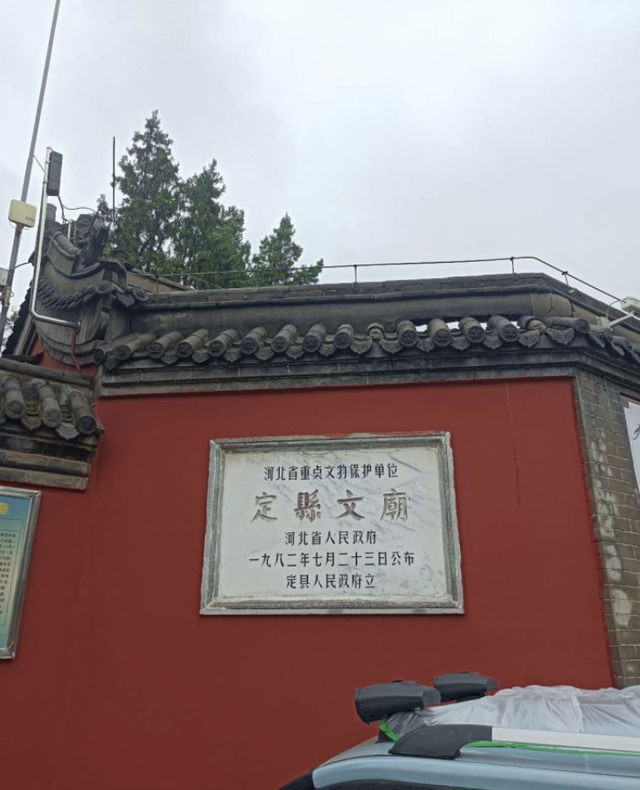 河北省重点文物保护单位
定縣文廟
河北省人民政府
一九八二年七月二十三日公布
定县人民政府立